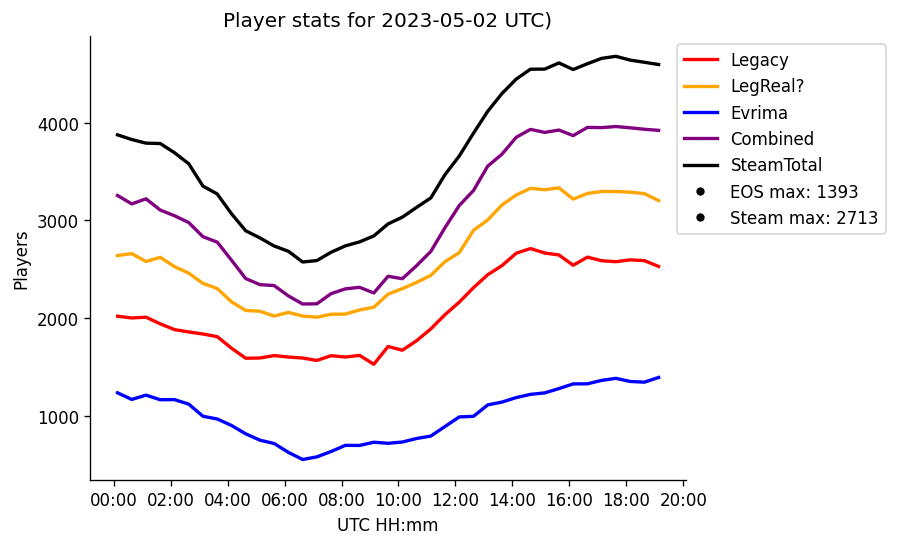 Player stats for 2023-05-02 UTC)
Legacy
LegReal?
Evrima
Combined
SteamTotal
EOS max: 1393
Steam max: 2713
Players
4000
3000
2000
1000
00:00 02:00 04:00 06:00 08:00 10:00 12:00 14:00 16:00 18:00 20:00
UTC HH:mm